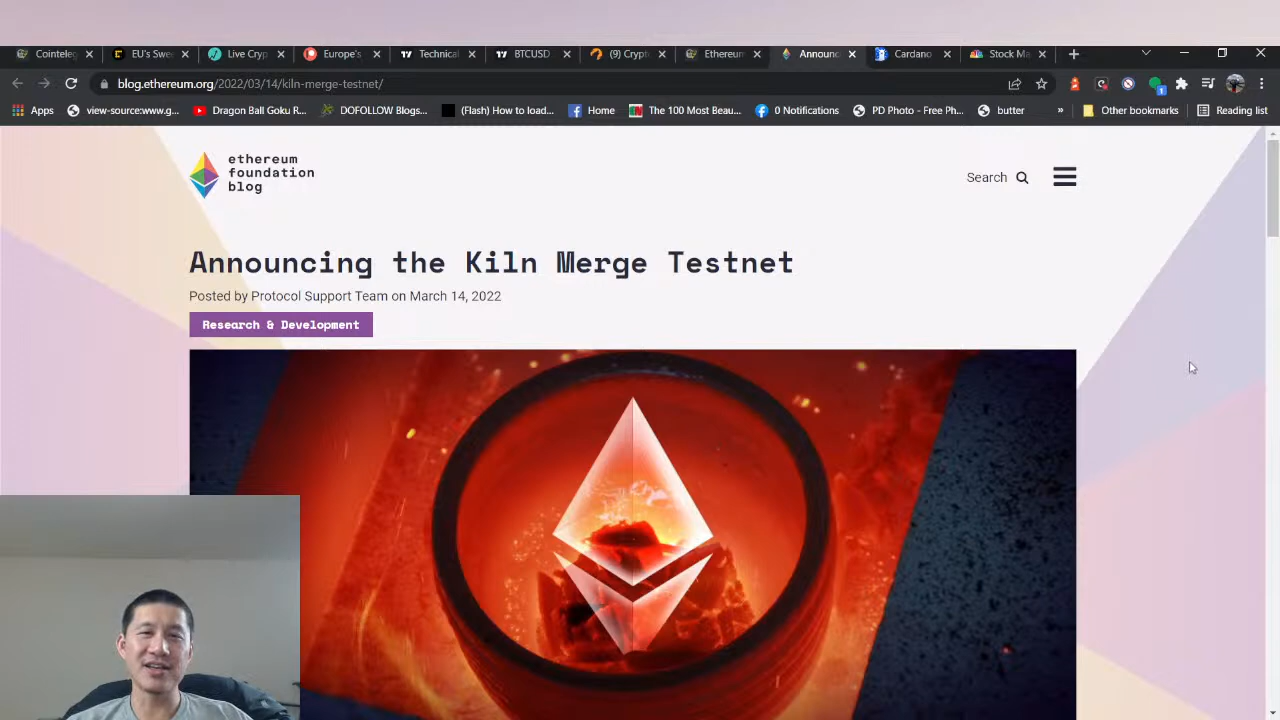 Cointeleg
EU's Swe
Live Cryp
Europe's
Technical
BTCUSD
(9) Crypt
Ethereum
Announc
Cardano
Stock Ma
blog.ethereum.org/2022/03/14/kiln-merge-testnet/
Apps
view-source:www.g...
Dragon Ball Goku R...
DOFOLLOW Blogs...
(Flash) How to load...
Home
The 100 Most Beau...
0 Notifications
PD Photo - Free Ph...
butter
»
Other bookmarks
Reading list
ethereum
foundation
blog
Search
Announcing the Kiln Merge Testnet
Posted by Protocol Support Team on March 14, 2022
Research & Development